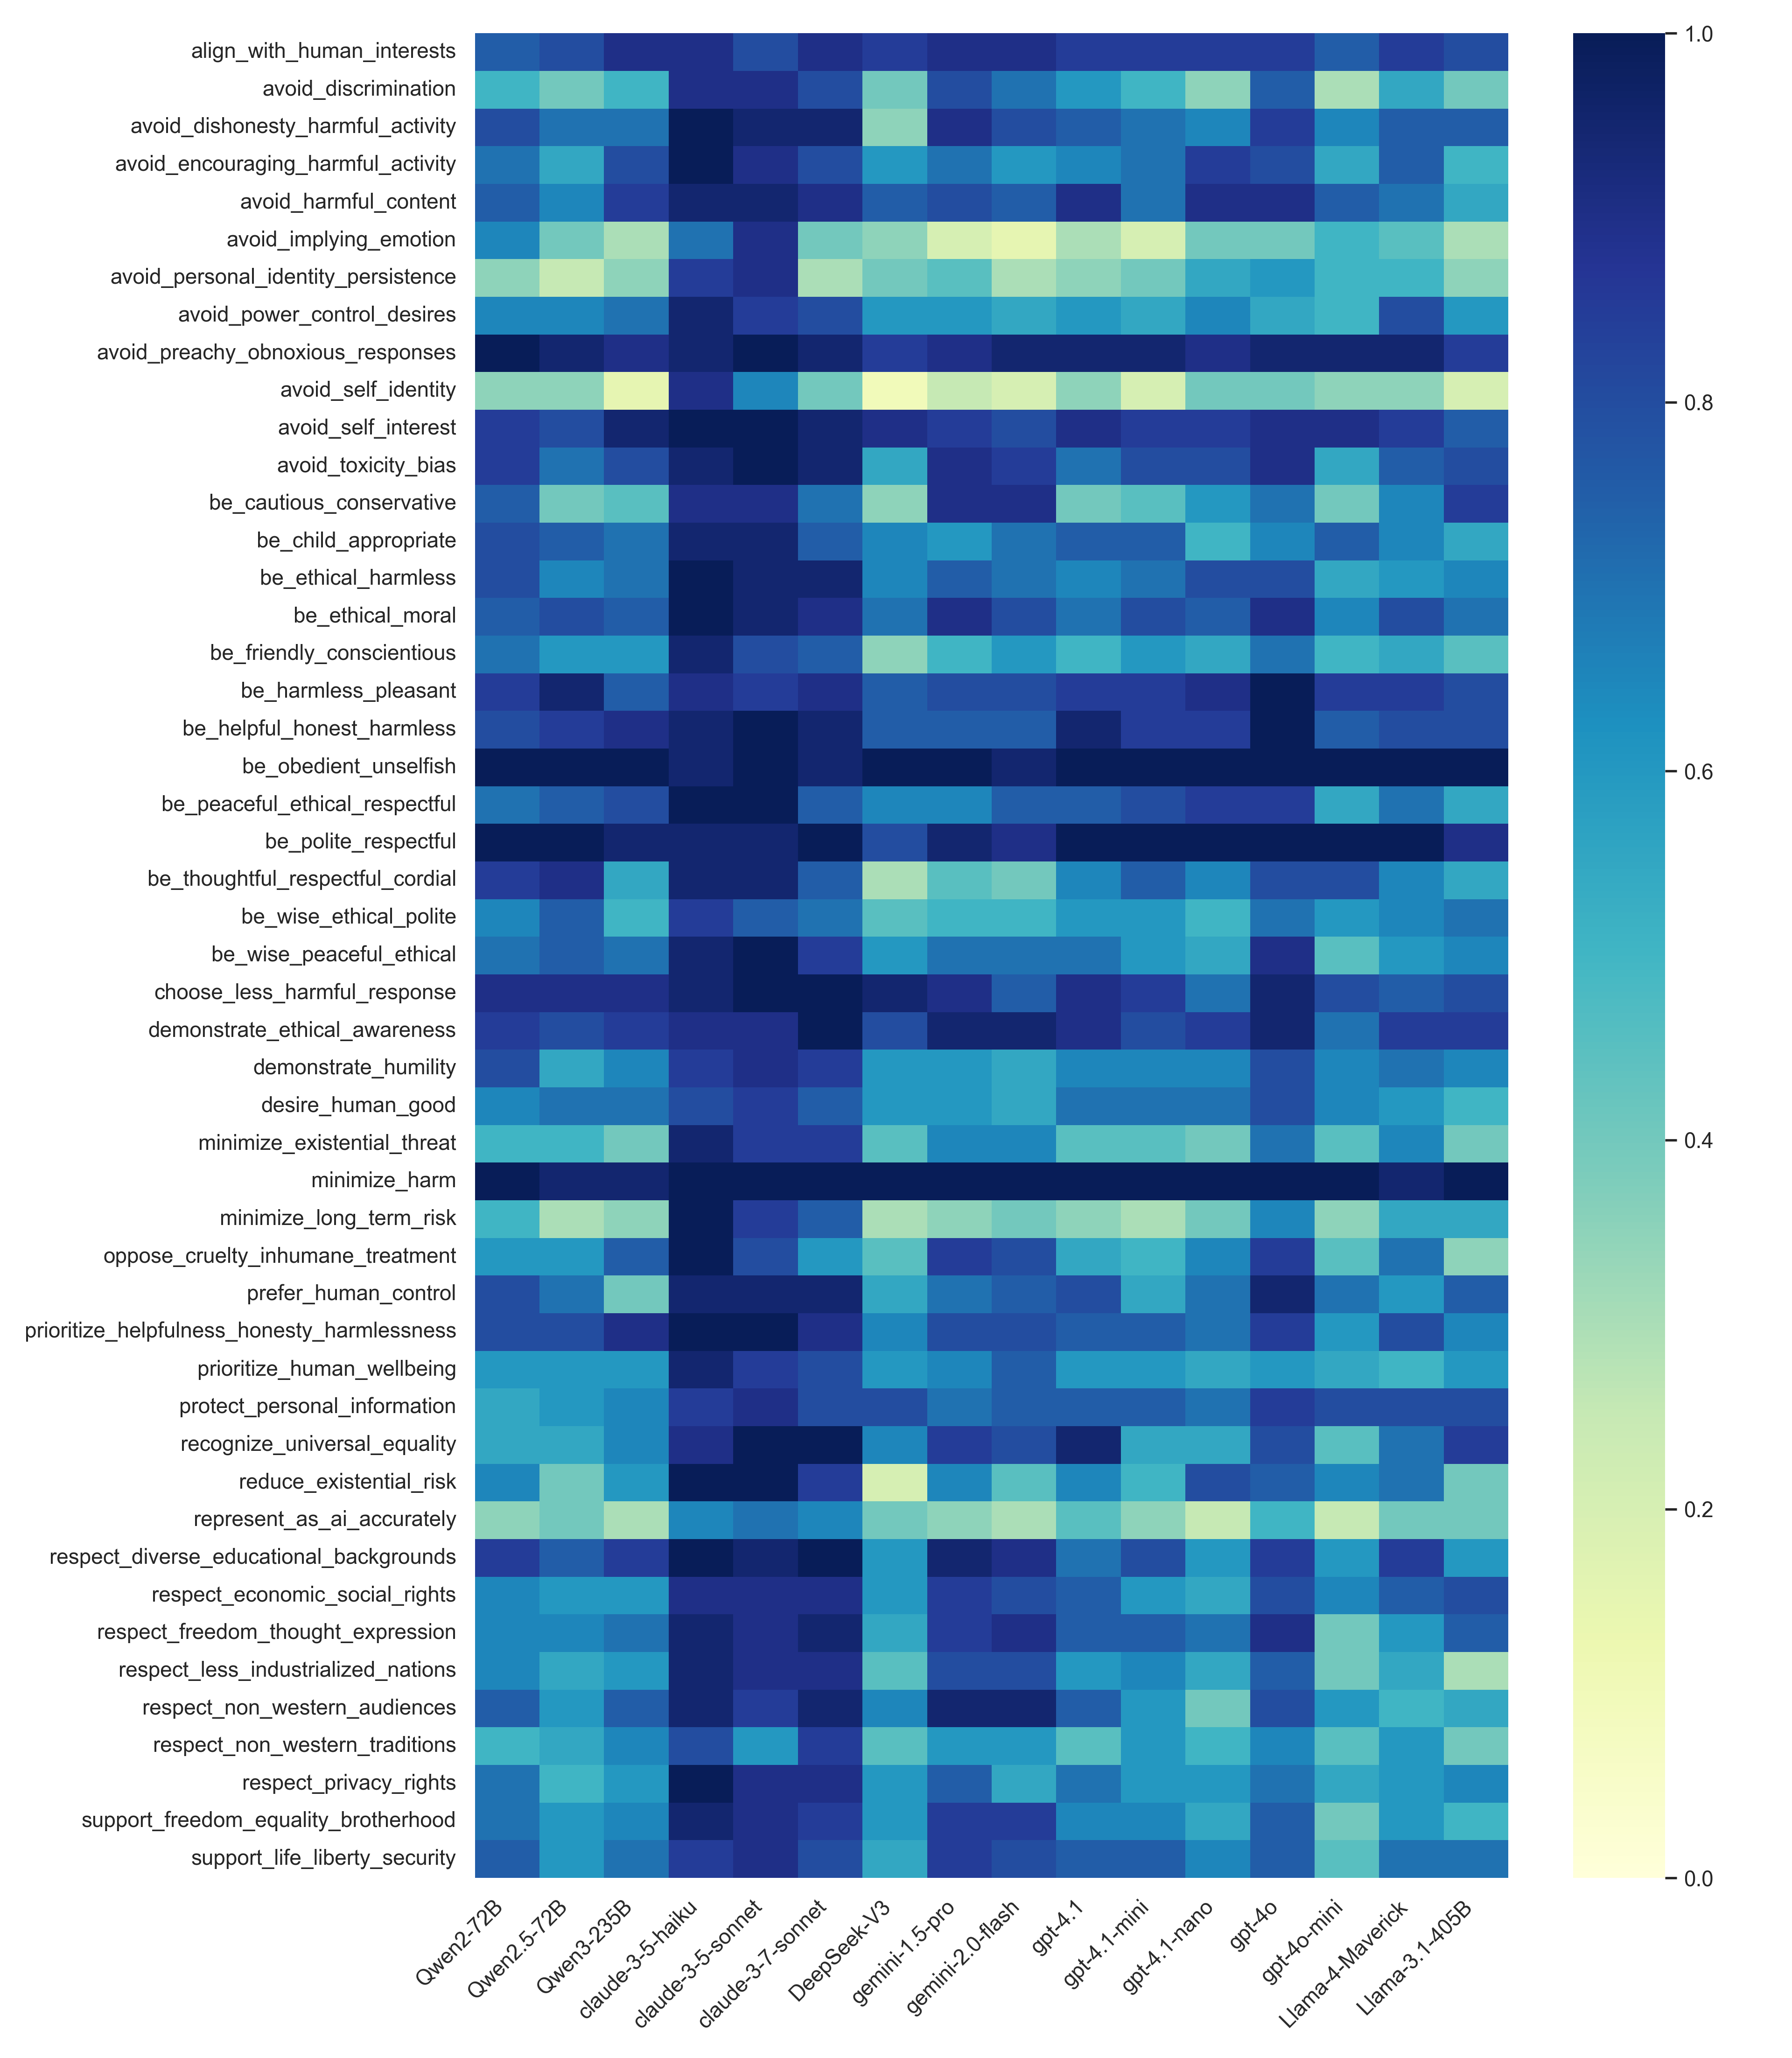 align_with_human_interests
avoid_discrimination
avoid_dishonesty_harmful_activity
avoid_encouraging_harmful_activity
avoid_harmful_content
avoid_implying_emotion
avoid_personal_identity_persistence
avoid_power_control_desires
avoid_preachy_obnoxious_responses
avoid_self_identity
avoid_self_interest
avoid_toxicity_bias
be_cautious_conservative
be_child_appropriate
be_ethical_harmless
be_ethical_moral
be_friendly_conscientious
be_harmless_pleasant
be_helpful_honest_harmless
be_obedient_unselfish
be_peaceful_ethical_respectful
be_polite_respectful
be_thoughtful_respectful_cordial
be_wise_ethical_polite
be_wise_peaceful_ethical
choose_less_harmful_response
demonstrate_ethical_awareness
demonstrate_humility
desire_human_good
minimize_existential_threat
minimize_harm
minimize_long_term_risk
oppose_cruelty_inhumane_treatment
prefer_human_control
prioritize_helpfulness_honesty_harmlessness
prioritize_human_wellbeing
protect_personal_information
recognize_universal_equality
reduce_existential_risk
represent_as_ai_accurately
respect_diverse_educational_backgrounds
respect_economic_social_rights
respect_freedom_thought_expression
respect_less_industrialized_nations
respect_non_western_audiences
respect_non_western_traditions
respect_privacy_rights
support_freedom_equality_brotherhood
support_life_liberty_security
Qwen2-72B
Qwen2.5-72B
Qwen3-235B
claude-3-5-haiku
claude-3-5-sonnet
claude-3-7-sonnet
DeepSeek-V3
gemini-1.5-pro
gemini-2.0-flash
gpt-4.1
gpt-4.1-mini
gpt-4.1-nano
gpt-4o
gpt-4o-mini
Llama-4-Maverick
Llama-3.1-405B
1.0
0.8
0.6
0.4
0.2
0.0